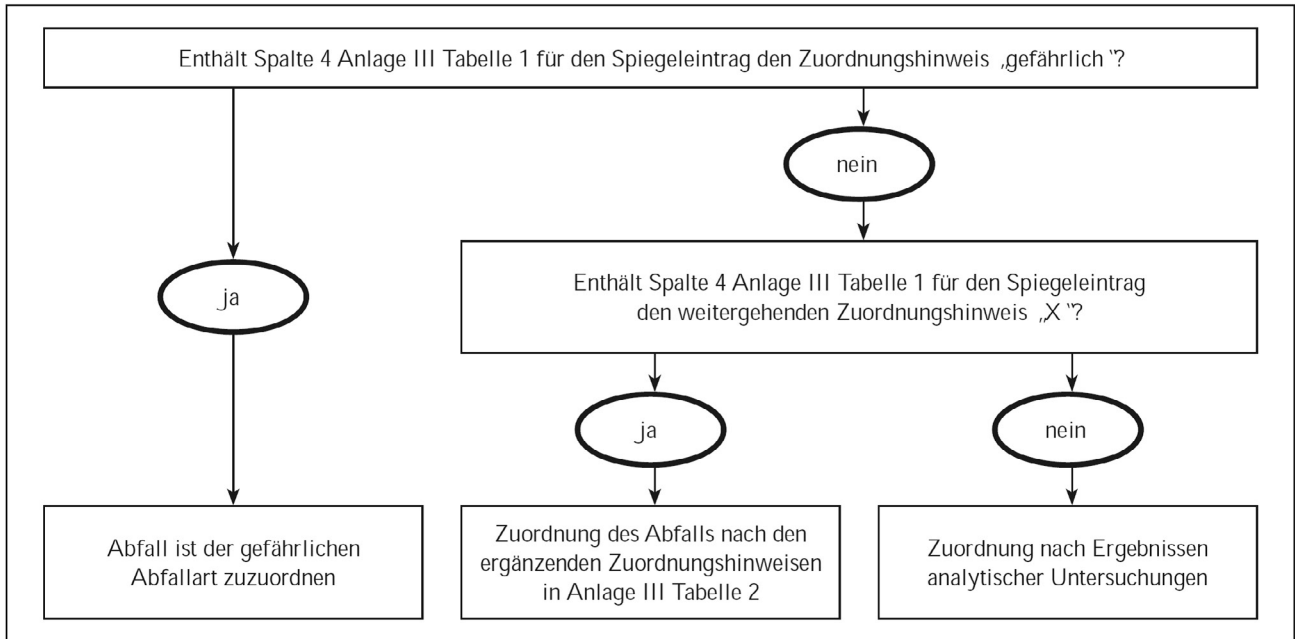 Enthält Spalte 4 Anlage III Tabelle 1 für den Spiegeleintrag den Zuordnungshinweis „gefährlich“?
nein
ja
Enthält Spalte 4 Anlage III Tabelle 1 für den Spiegeleintrag
den weitergehenden Zuordnungshinweis „X“?
ja
nein
Abfall ist der gefährlichen
Abfallart zuzuordnen
Zuordnung des Abfalls nach den
ergänzenden Zuordnungshinweisen
in Anlage III Tabelle 2
Zuordnung nach Ergebnissen
analytischer Untersuchungen